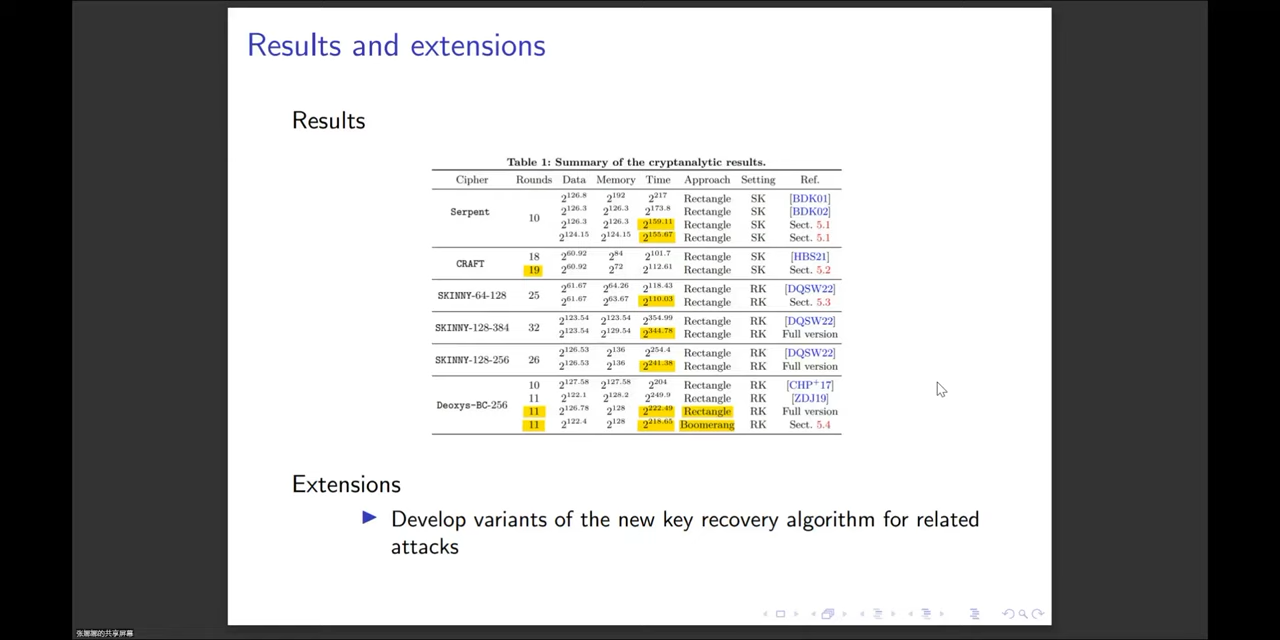 Results and extensions
Results
Table 1: Summary of the cryptanalytic results.
Cipher Rounds Data Memory Time Approach Setting Ref.
Serpent 10 2^126.8 2^192 2^217 Rectangle SK [BDK01]
2^126.3 2^126.3 2^173.8 Rectangle SK [BDK02]
2^126.3 2^126.3 2^159.11 Rectangle SK Sect. 5.1
2^124.15 2^124.15 2^155.67 Rectangle SK Sect. 5.1
CRAFT 18 2^60.92 2^84 2^101.7 Rectangle SK [HBS21]
19 2^60.92 2^72 2^112.61 Rectangle SK Sect. 5.2
SKINNY-64-128 25 2^61.67 2^64.26 2^118.43 Rectangle RK [DQSW22]
2^61.67 2^63.67 2^110.03 Rectangle RK Sect. 5.3
SKINNY-128-384 32 2^123.54 2^123.54 2^354.99 Rectangle RK [DQSW22]
2^123.54 2^129.54 2^344.78 Rectangle RK Full version
SKINNY-128-256 26 2^126.53 2^136 2^254.4 Rectangle RK [DQSW22]
2^126.53 2^136 2^241.38 Rectangle RK Full version
Deoxys-BC-256 10 2^127.58 2^127.58 2^204 Rectangle RK [CHP+17]
11 2^122.1 2^128.2 2^249.9 Rectangle RK [ZDJ19]
11 2^126.78 2^128 2^222.49 Rectangle RK Full version
11 2^122.4 2^128 2^218.65 Boomerang RK Sect. 5.4
Extensions
Develop variants of the new key recovery algorithm for related
attacks
的共享屏幕